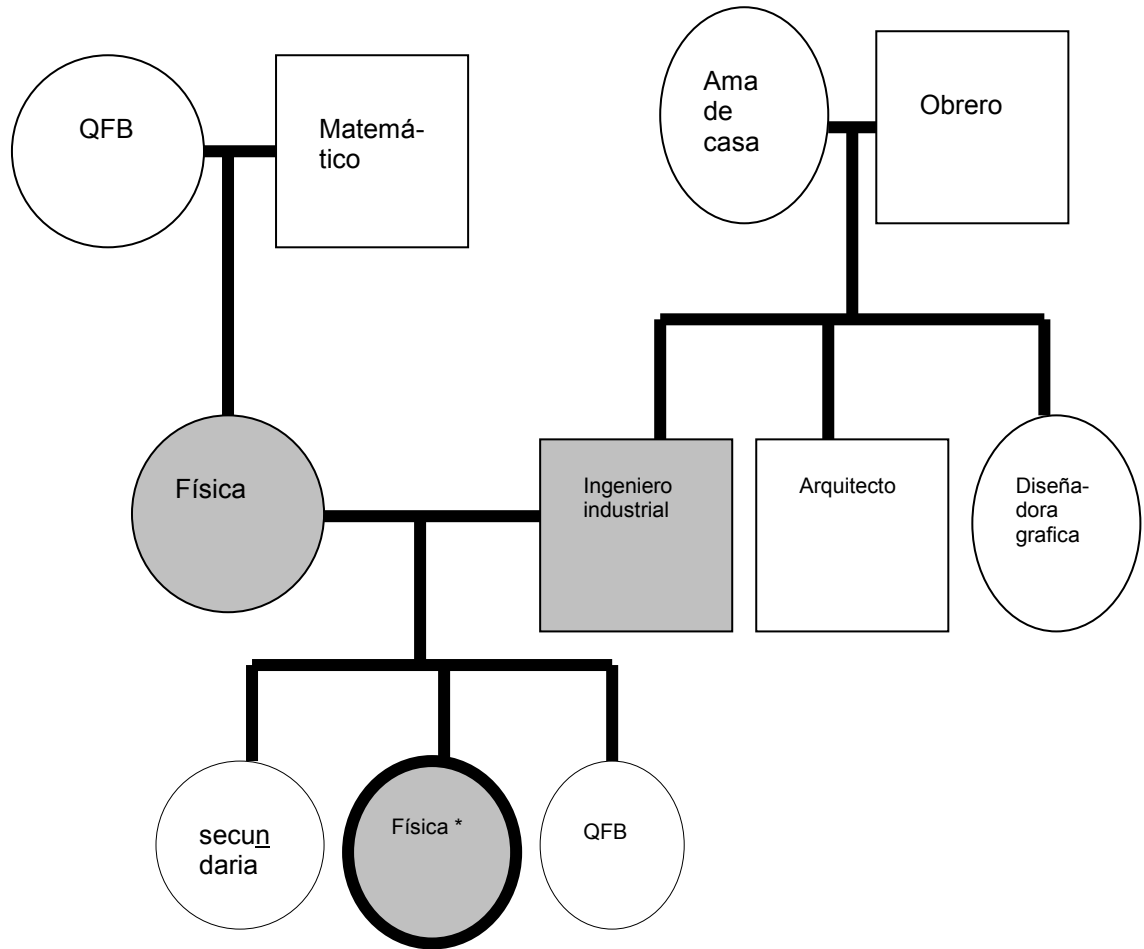 QFB
Matemá-
tico
Ama
de
casa
Obrero
Física
Ingeniero
industrial
Arquitecto
Diseña-
dora
grafica
secun
daria
Física *
QFB